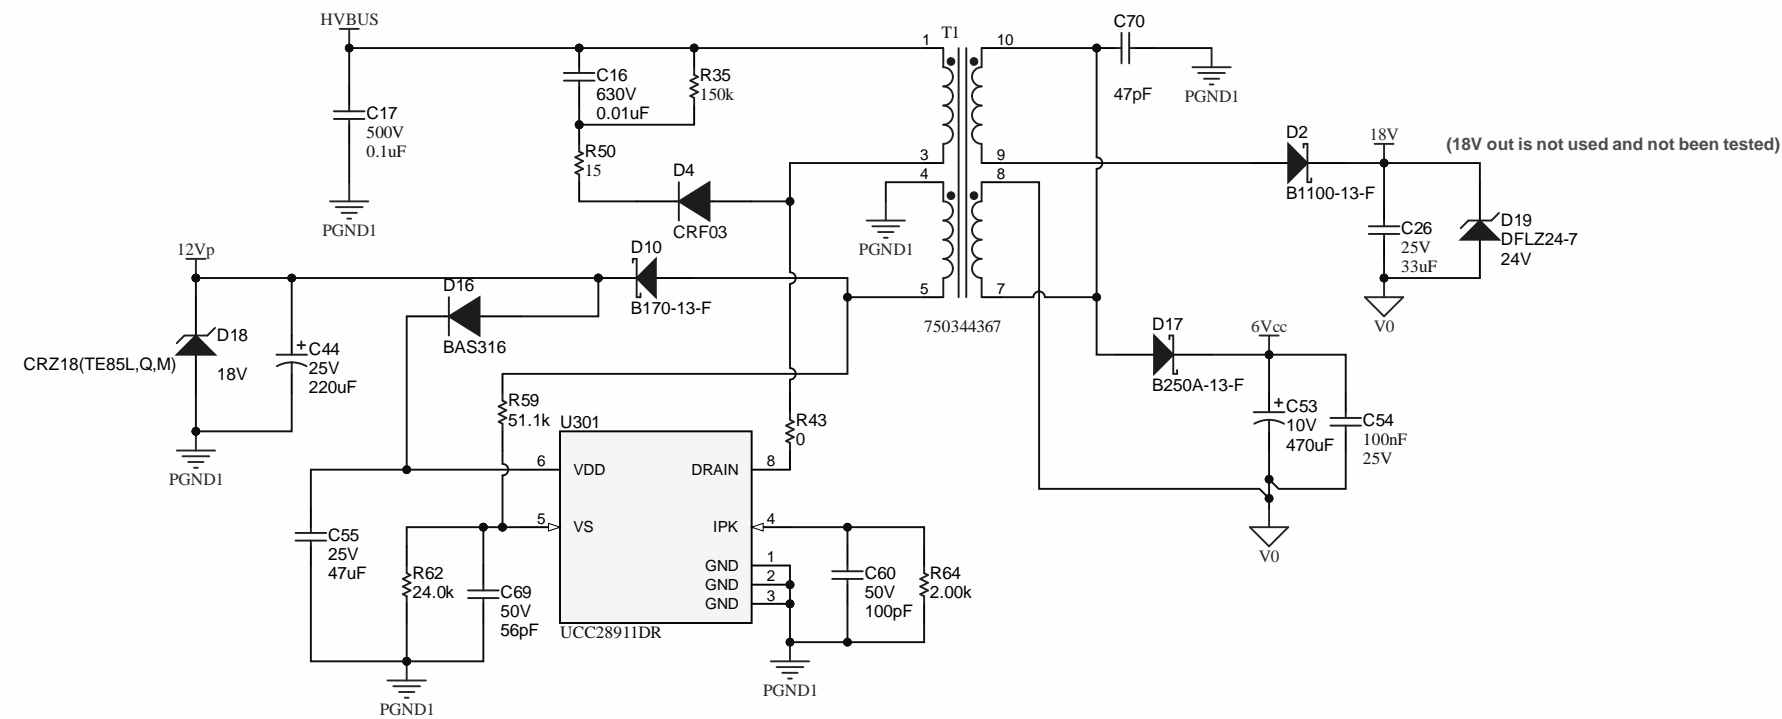 HVBUS
C17
500V
0.1uF
PGND1
C16
630V
0.01uF
R35
150k
R50
15
D4
CRF03
1
T1
10
3
9
4
8
5
7
PGND1
750344367
C70
47pF
PGND1
D2
B1100-13-F
18V
(18V out is not used and not been tested)
C26
25V
33uF
D19
DFLZ24-7
24V
V0
12Vp
D16
BAS316
D10
B170-13-F
D18
CRZ18(TE85L,Q,M)
18V
C44
25V
220uF
PGND1
D17
B250A-13-F
6Vcc
C53
10V
470uF
C54
100nF
25V
V0
R59
51.1k
R43
0
U301
6
VDD
DRAIN
8
5
VS
IPK
4
GND
1
GND
2
GND
3
UCC28911DR
C55
25V
47uF
R62
24.0k
C69
50V
56pF
C60
50V
100pF
R64
2.00k
PGND1
PGND1